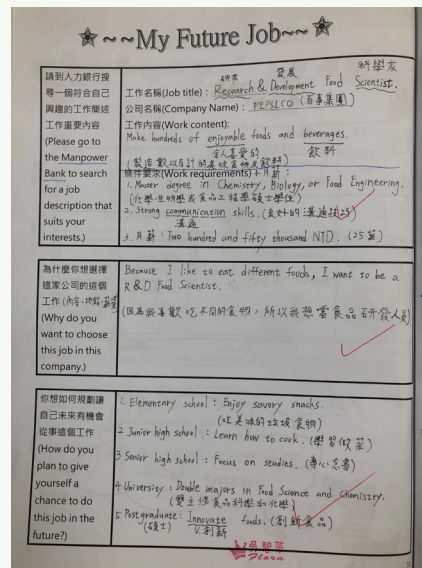 ★~~My Future Job~~★
請到人力銀行搜
尋一個符合自己
興趣的工作簡述
工作重要內容
(Please go to
the Manpower
Bank to search
for a job
description that
suits your
interests.)
研究 發展 科學家
工作名稱(Job title) : Research & Development Food Scientist.
公司名稱(Company Name) : PEPSICO (百事集團)
工作內容(Work content):
Make hundreds of enjoyable foods and beverages.
令人喜愛的 飲料
(製造數以百計的美味食物及飲料)
條件要求(Work requirements)+月薪:
1. Master degree in Chemistry, Biology, or Food Engineering.
(化學生物學或食品工程學碩士學位)
2. Strong communication skills. (良好的溝通技巧)
溝通
3. 月薪: Two hundred and fifty thousand NTD. (25萬)
為什麼你想選擇
這家公司的這個
工作(內容、地點、薪資)
(Why do you
want to choose
this job in this
company.)
Because I like to eat different foods, I want to be a
R&D Food Scientist.
(因為我喜歡吃不同的食物,所以我想當食品研發人員)
你想如何規劃讓
自己未來有機會
從事這個工作
(How do you
plan to give
yourself a
chance to do
this job in the
future?)
1. Elementary school : Enjoy savory snacks.
(吃美味的垃圾食物)
2 Junior high school : Learn how to cook. (學習做菜)
3 Senior high school : Focus on studies. (專心念書)
4 University : Double majors in Food Science and Chemistry.
(雙主修食品科學和化學)
5 Postgraduate : Innovate foods. (創新食品)
(碩士) V. 創新
Flora